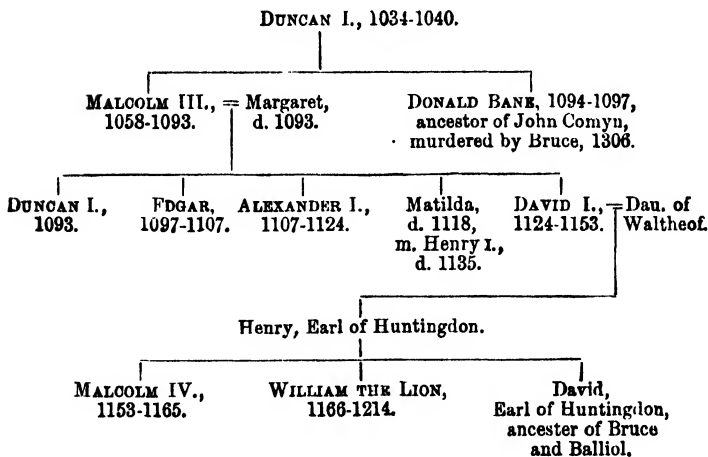 DUNCAN I., 1034-1040.
MALCOLM III., = Margaret,
1058-1093. d. 1093.
DONALD BANE, 1094-1097,
ancestor of John Comyn,
murdered by Bruce, 1306.
DUNCAN I.,
1093.
EDGAR,
1097-1107.
ALEXANDER I.,
1107-1124.
Matilda,
d. 1118,
m. Henry I.,
d. 1135.
DAVID I., = Dau. of
1124-1153. Waltheof.
Henry, Earl of Huntingdon.
MALCOLM IV.,
1153-1165.
WILLIAM THE LION,
1166-1214.
David,
Earl of Huntingdon,
ancester of Bruce
and Balliol.